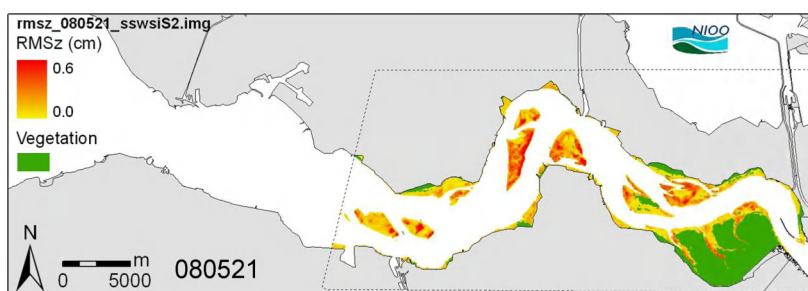 rmsz_080521_sswsiS2.img
RMSz (cm)
0.6
0.0
Vegetation
NIOO
N
m
0 5000
080521